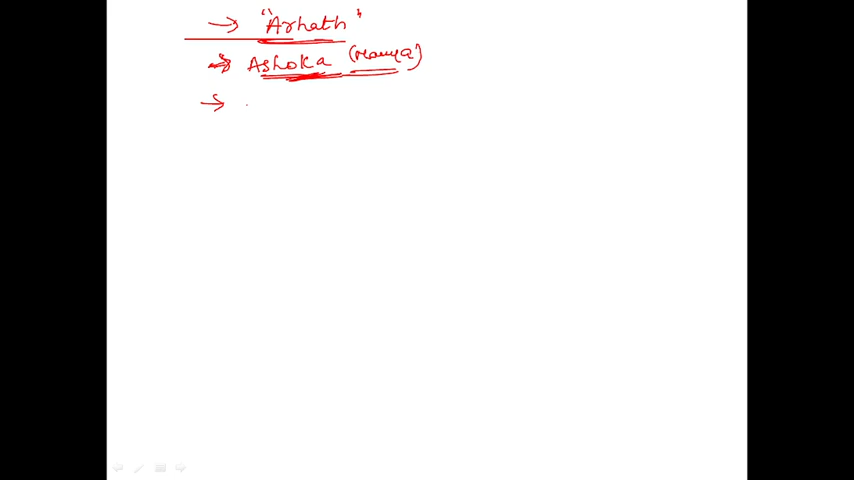 → "Arhath"
→ Ashoka (Maurya)
→